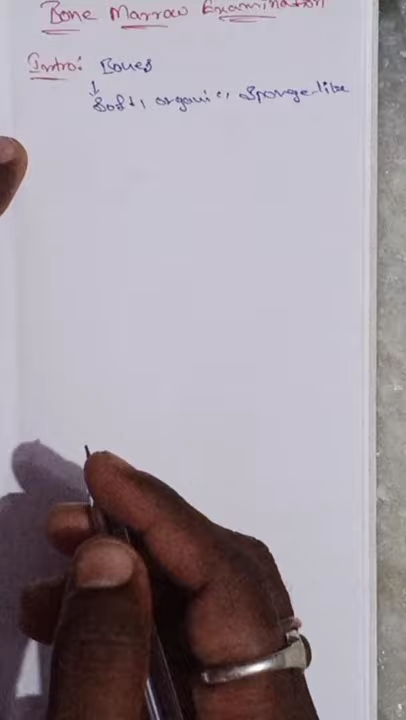 Bone Marrow Examination
Intro: Bones
↓
Soft, organic, Sponge-like